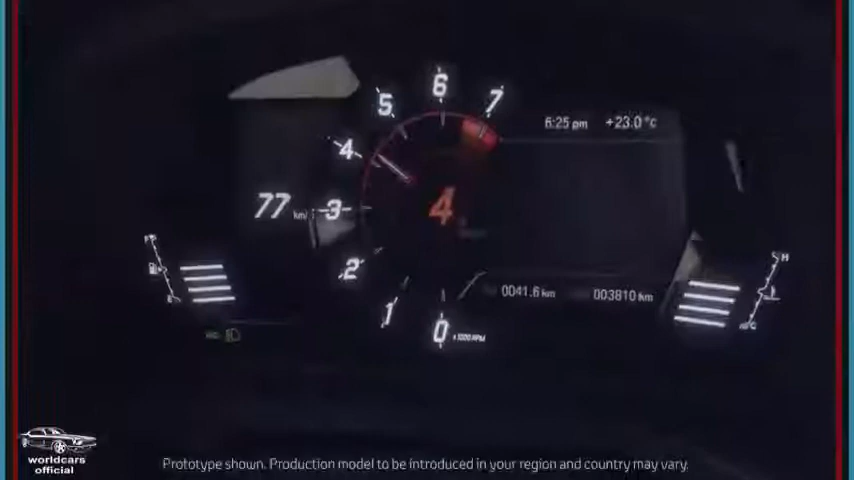 6
5
7
6:25 pm +23.0°c
4
77 km/
3
4
2
H
E
0041.6 km
003810 km
1
0
x1000 RPM
worldcars
official
Prototype shown. Production model to be introduced in your region and country may vary.